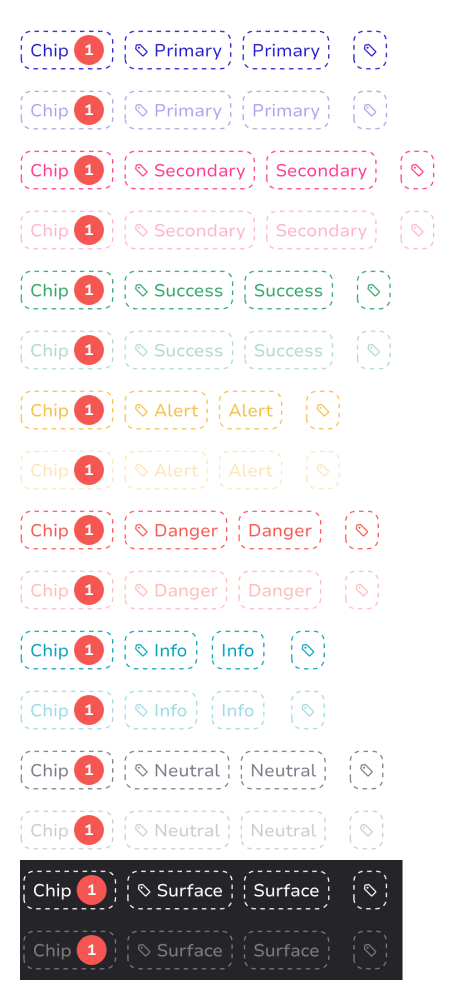 Chip 1 Primary Primary
Chip 1 Primary Primary
Chip 1 Secondary Secondary
Chip 1 Secondary Secondary
Chip 1 Success Success
Chip 1 Success Success
Chip 1 Alert Alert
Chip 1 Alert Alert
Chip 1 Danger Danger
Chip 1 Danger Danger
Chip 1 Info Info
Chip 1 Info Info
Chip 1 Neutral Neutral
Chip 1 Neutral Neutral
Chip 1 Surface Surface
Chip 1 Surface Surface